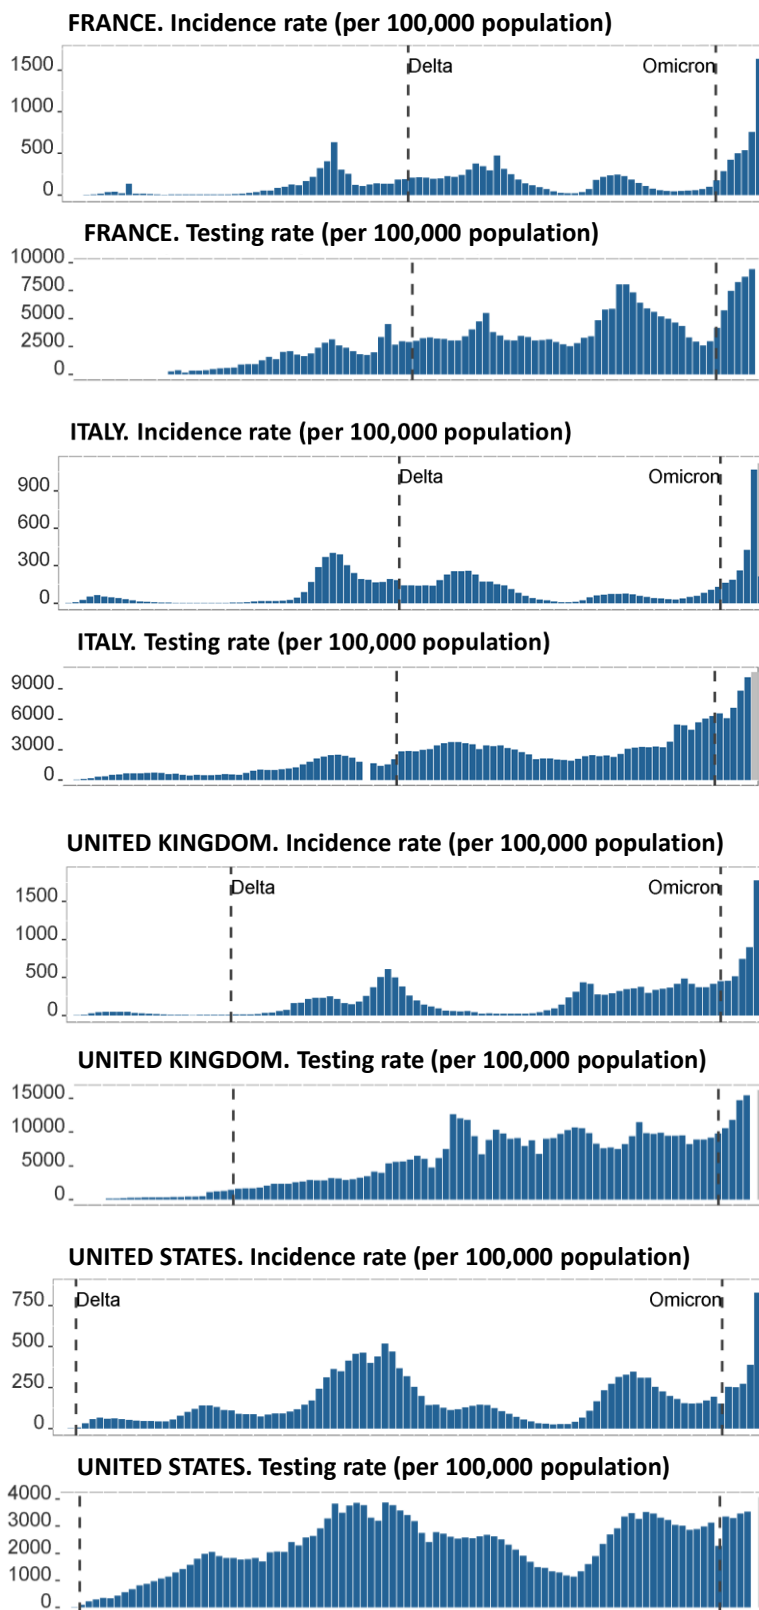 FRANCE. Incidence rate (per 100,000 population)
1500
1000
500
0
Delta
Omicron
FRANCE. Testing rate (per 100,000 population)
10000
7500
5000
2500
0
ITALY. Incidence rate (per 100,000 population)
900
600
300
0
Delta
Omicron
ITALY. Testing rate (per 100,000 population)
9000
6000
3000
0
UNITED KINGDOM. Incidence rate (per 100,000 population)
1500
1000
500
0
Delta
Omicron
UNITED KINGDOM. Testing rate (per 100,000 population)
15000
10000
5000
0
UNITED STATES. Incidence rate (per 100,000 population)
750
500
250
0
Delta
Omicron
UNITED STATES. Testing rate (per 100,000 population)
4000
3000
2000
1000
0